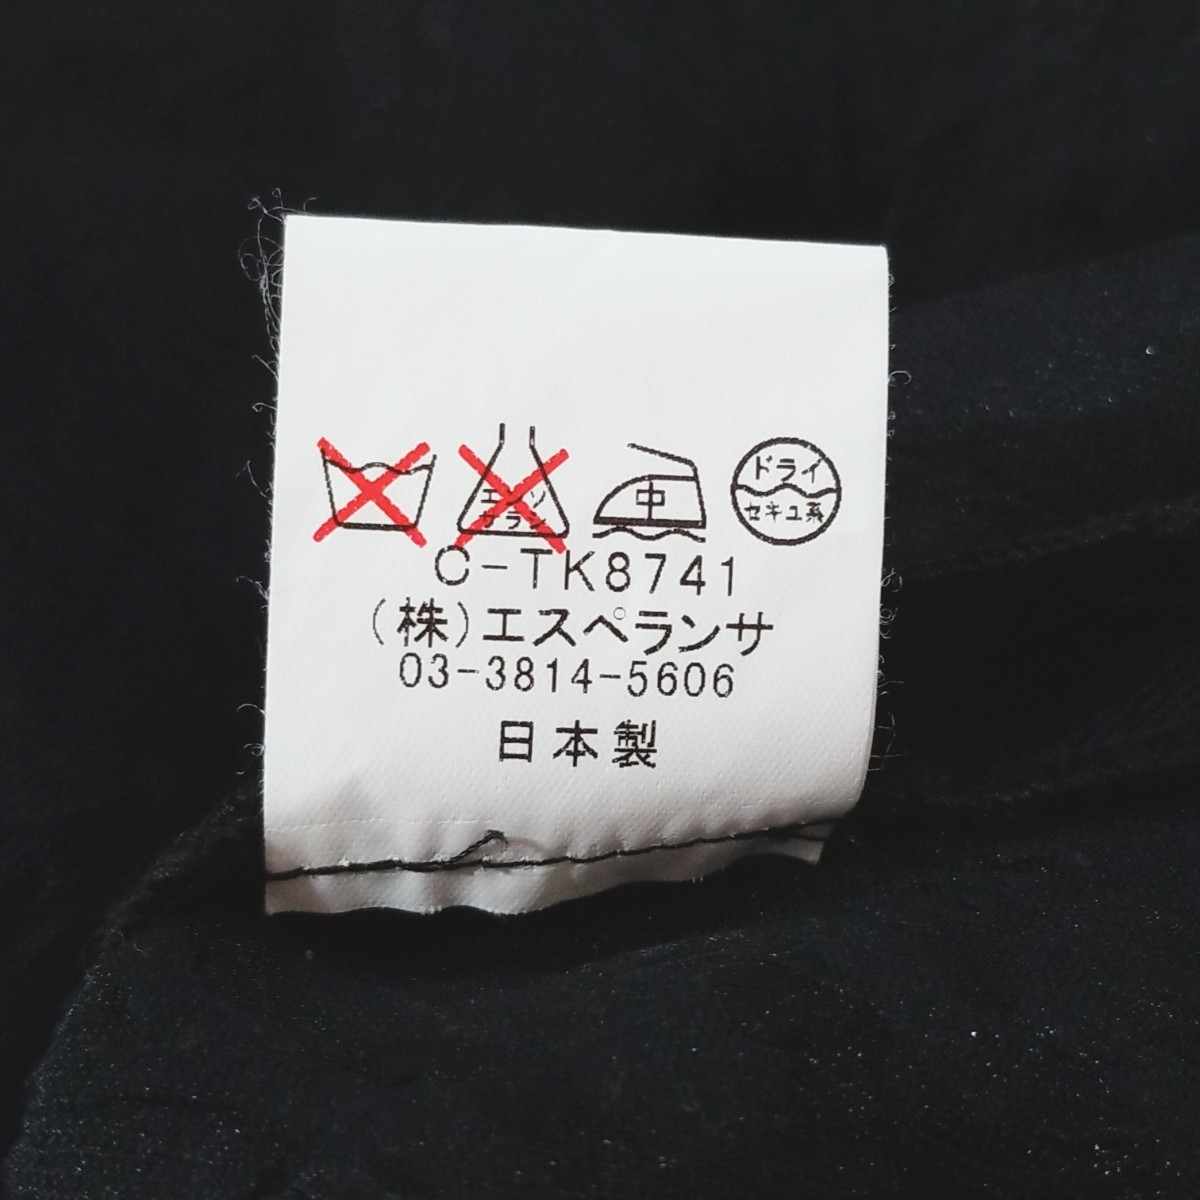 エンソ サラシ 中 ドライ セキユ系
C-TK8741
(株)エスペランサ
03-3814-5606
日本製